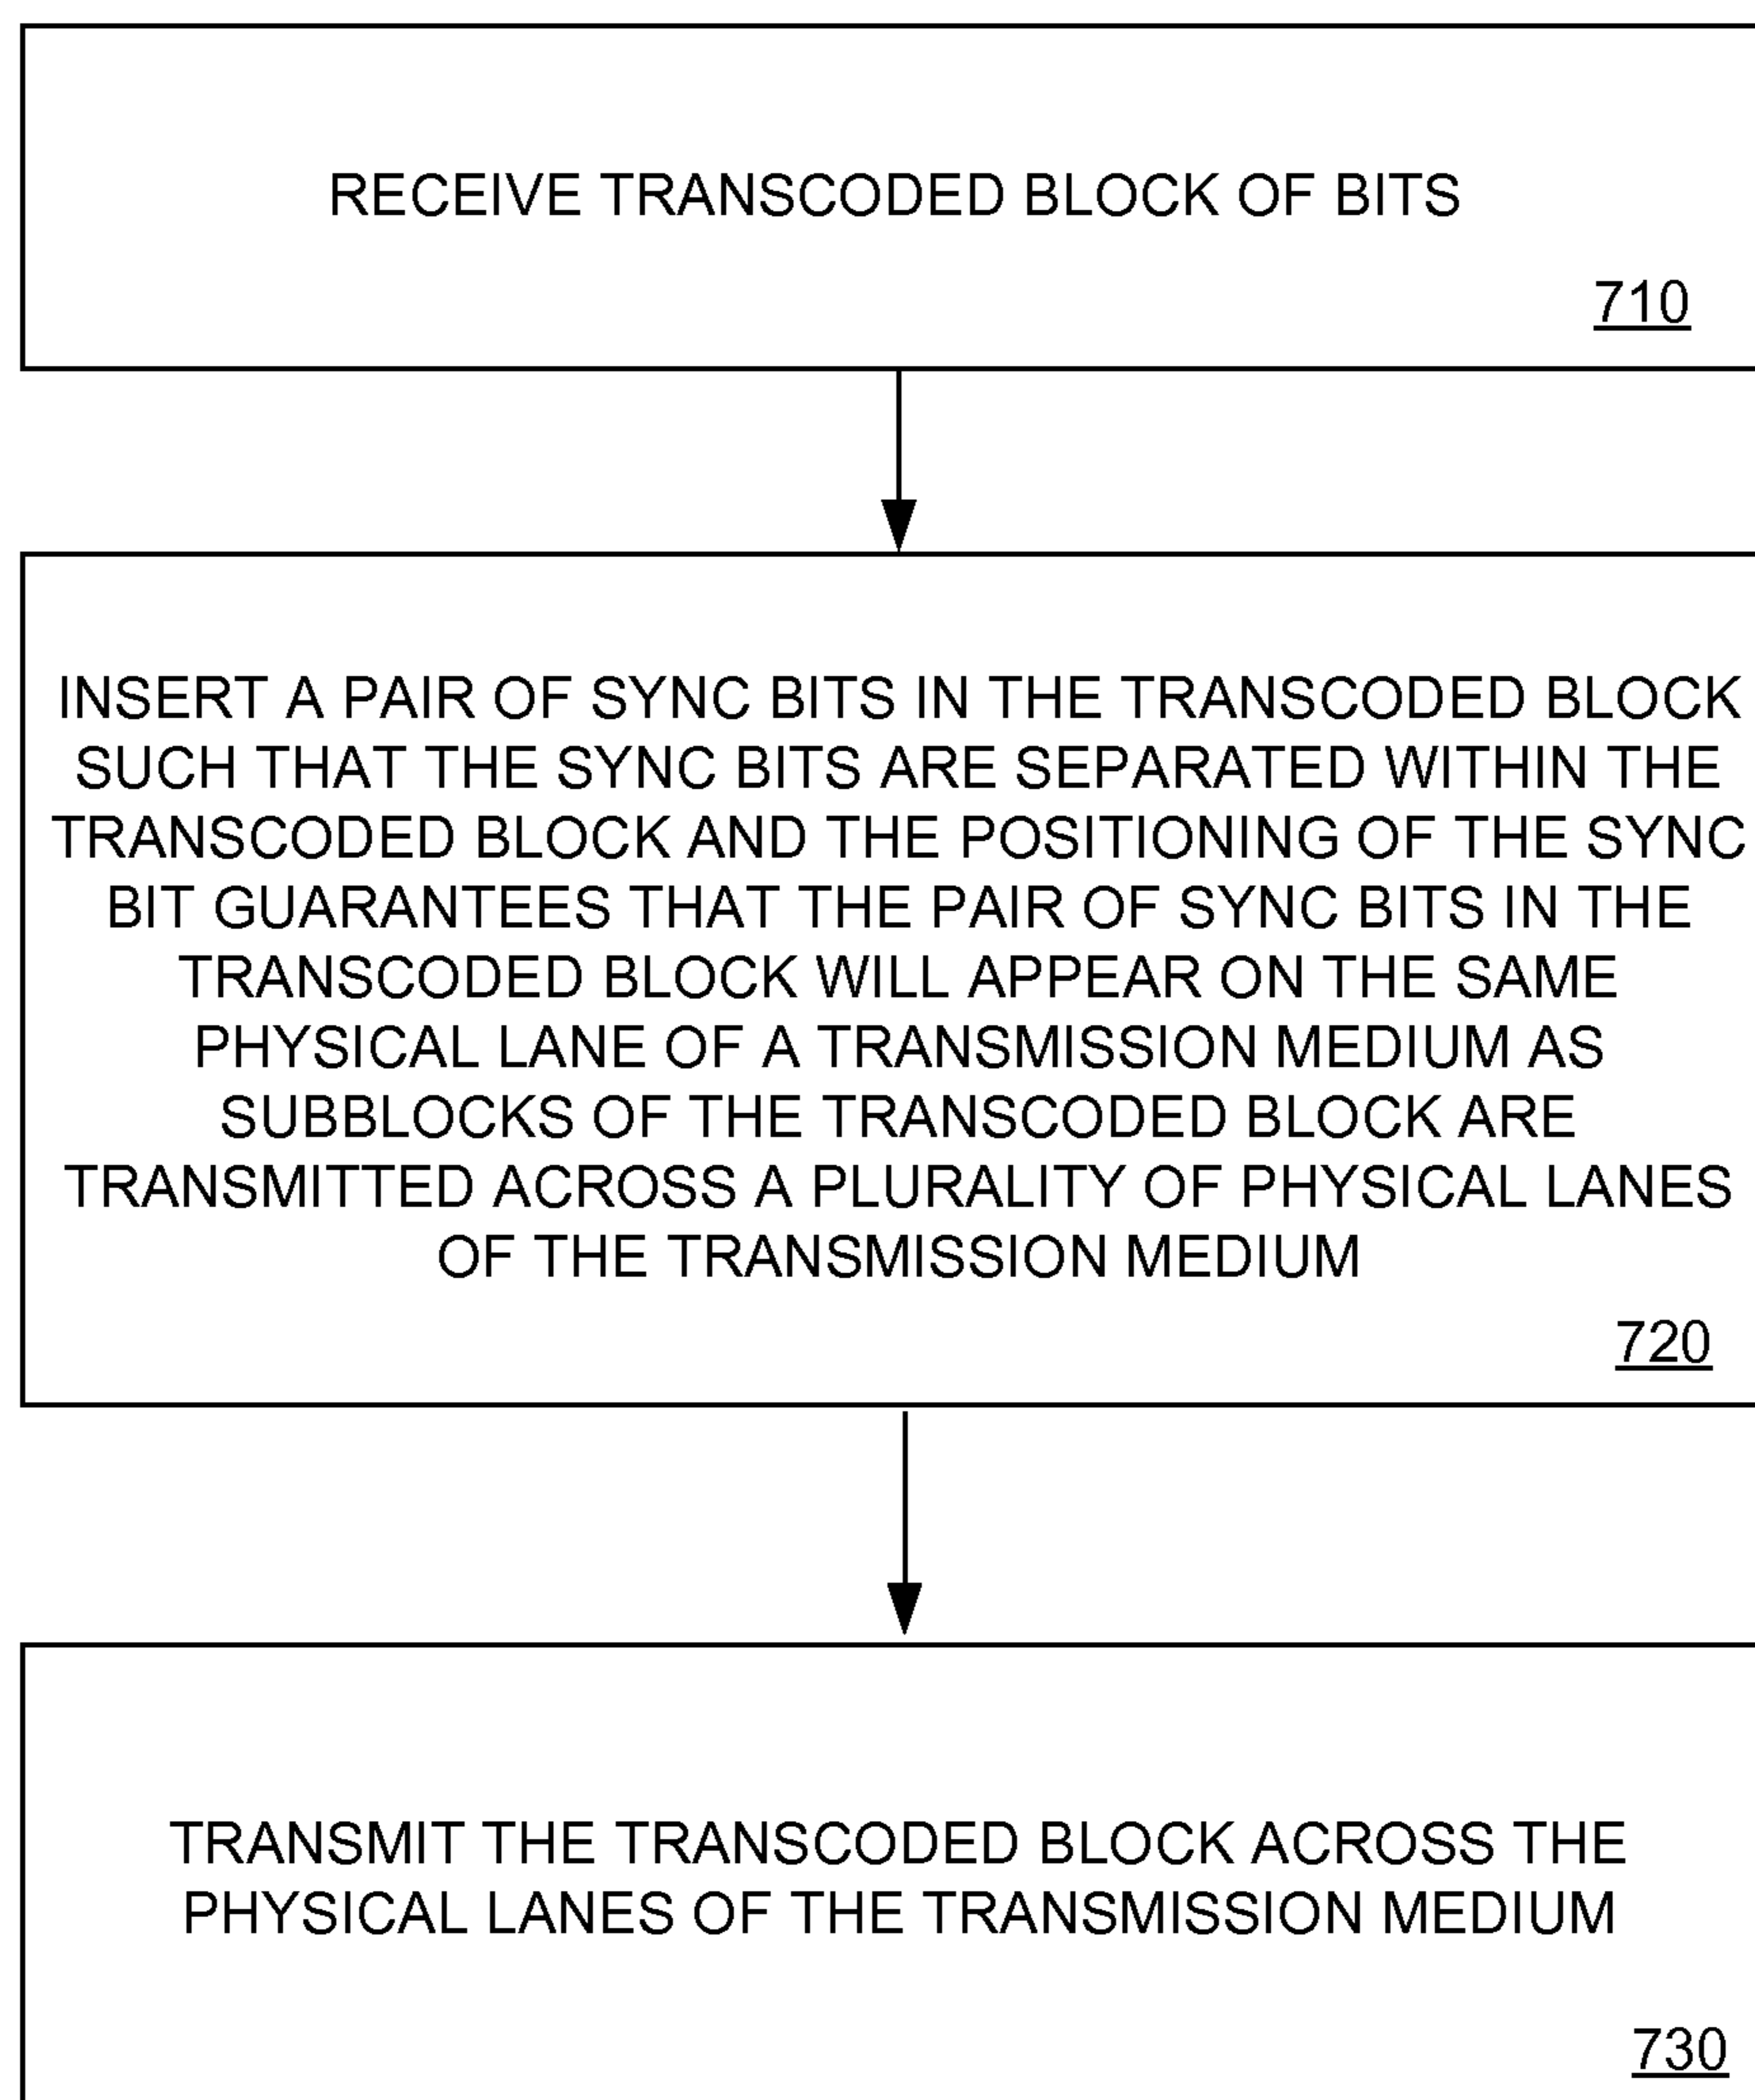 RECEIVE TRANSCODED BLOCK OF BITS
710
INSERT A PAIR OF SYNC BITS IN THE TRANSCODED BLOCK
SUCH THAT THE SYNC BITS ARE SEPARATED WITHIN THE
TRANSCODED BLOCK AND THE POSITIONING OF THE SYNC
BIT GUARANTEES THAT THE PAIR OF SYNC BITS IN THE
TRANSCODED BLOCK WILL APPEAR ON THE SAME
PHYSICAL LANE OF A TRANSMISSION MEDIUM AS
SUBBLOCKS OF THE TRANSCODED BLOCK ARE
TRANSMITTED ACROSS A PLURALITY OF PHYSICAL LANES
OF THE TRANSMISSION MEDIUM
720
TRANSMIT THE TRANSCODED BLOCK ACROSS THE
PHYSICAL LANES OF THE TRANSMISSION MEDIUM
730